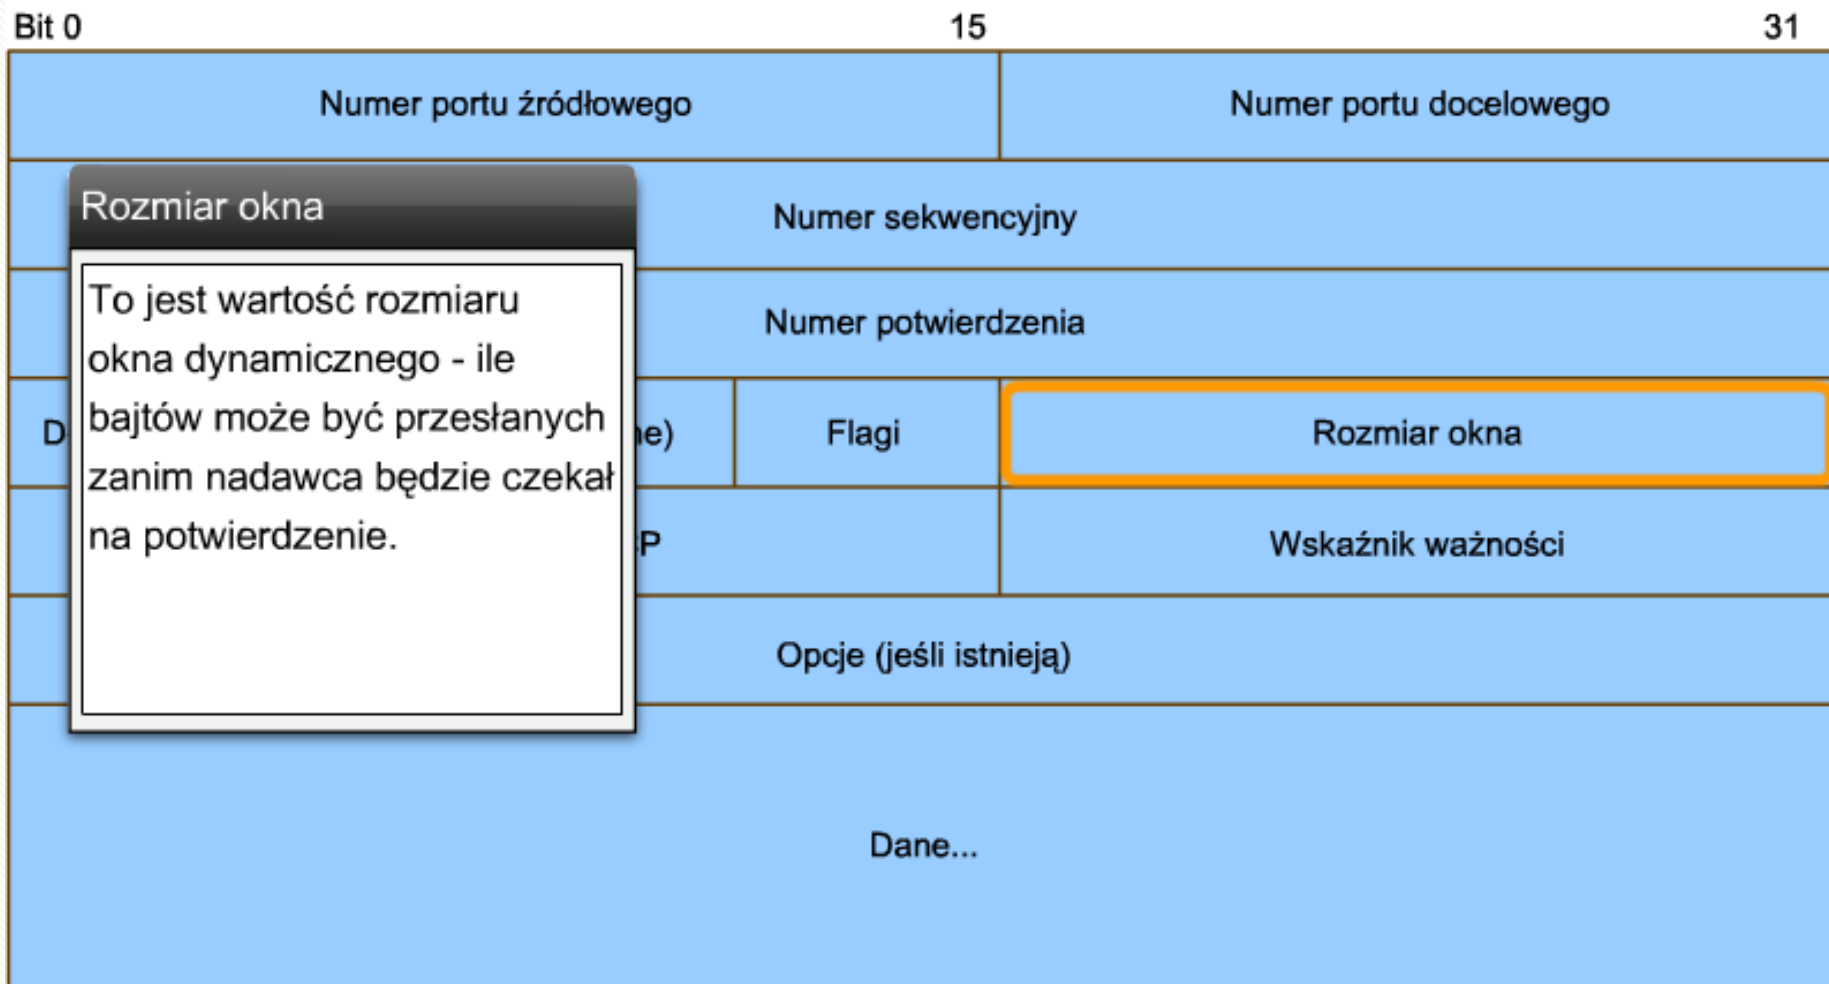 Bit 0 15 31
Numer portu źródłowego Numer portu docelowego
Rozmiar okna
Numer sekwencyjny
To jest wartość rozmiaru
okna dynamicznego - ile
bajtów może być przesłanych
zanim nadawca będzie czekał
na potwierdzenie.
Numer potwierdzenia
Flagi Rozmiar okna
Wskaźnik ważności
Opcje (jeśli istnieją)
Dane...